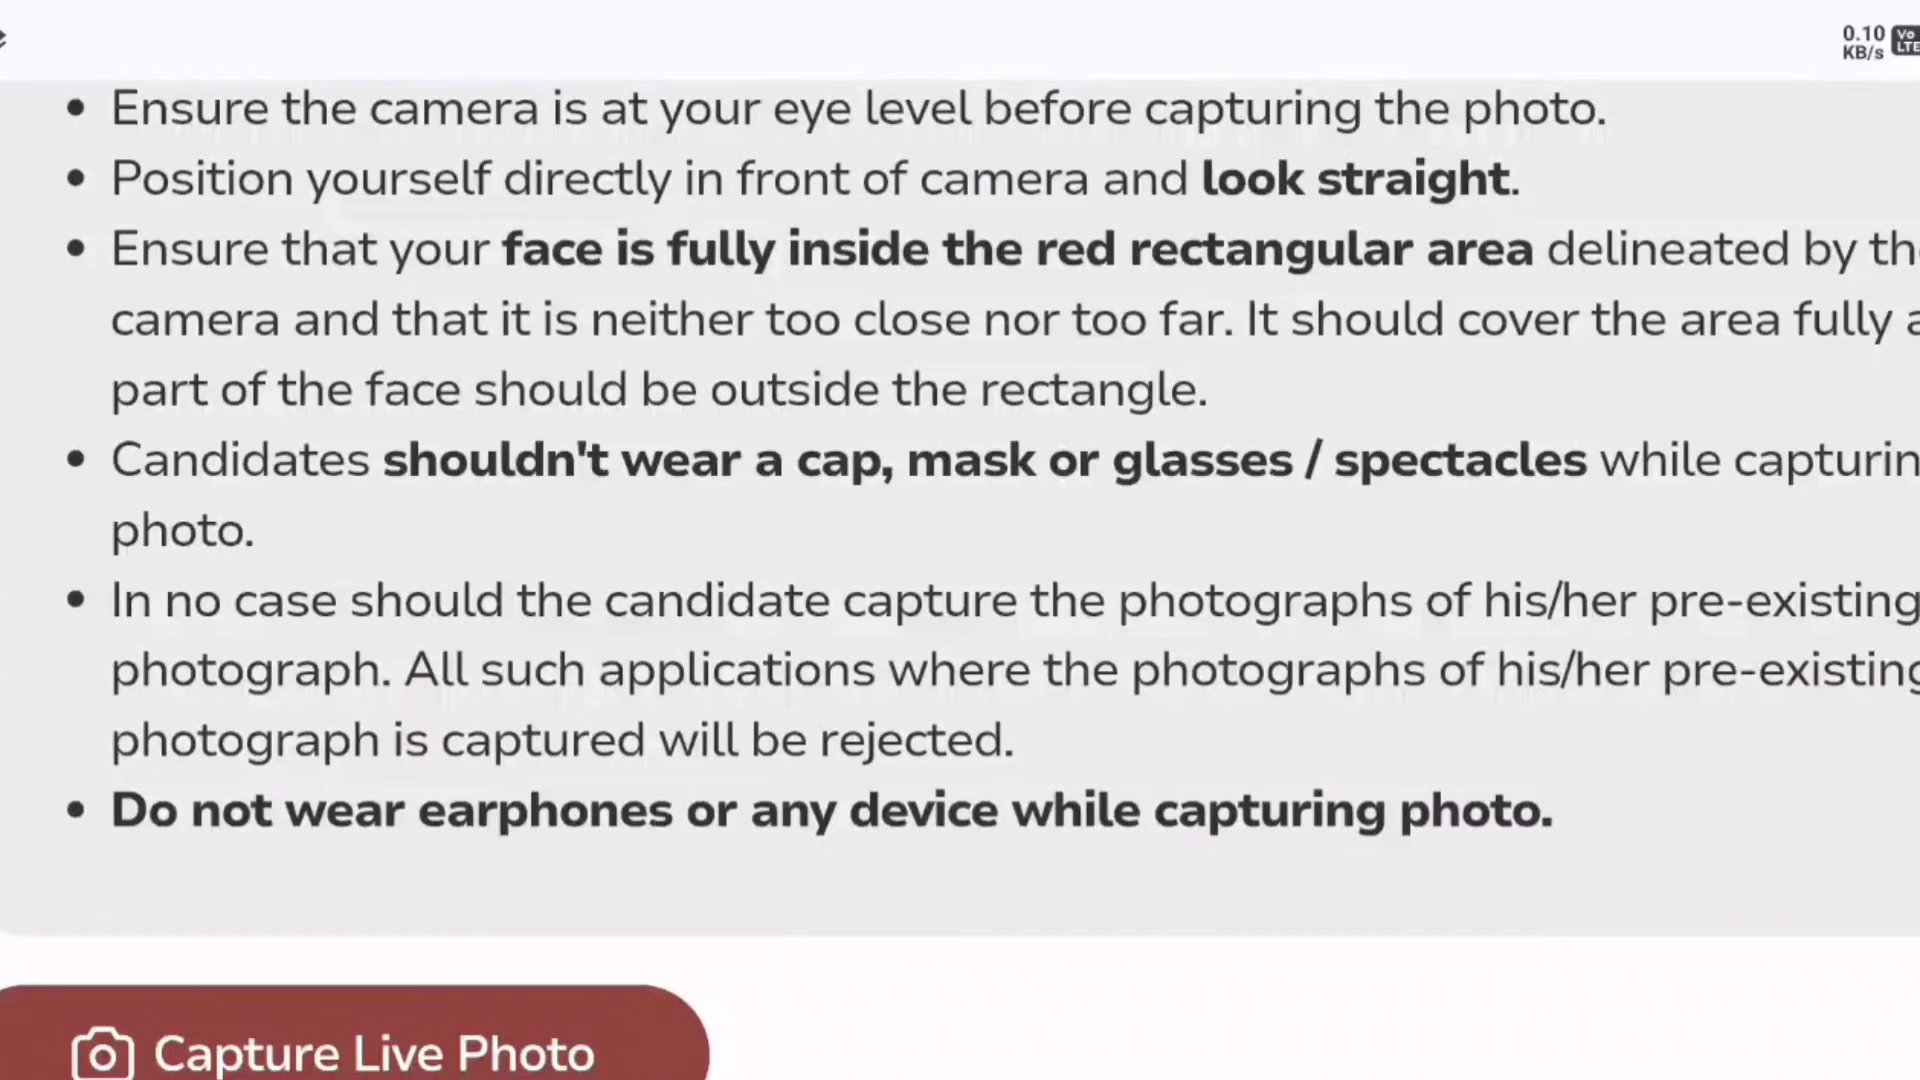 0.10
KB/s
Vo
LTE
Ensure the camera is at your eye level before capturing the photo.
Position yourself directly in front of camera and look straight.
Ensure that your face is fully inside the red rectangular area delineated by
camera and that it is neither too close nor too far. It should cover the area fully
part of the face should be outside the rectangle.
Candidates shouldn't wear a cap, mask or glasses / spectacles while
photo.
In no case should the candidate capture the photographs of his/her pre-existing
photograph. All such applications where the photographs of his/her pre-existing
photograph is captured will be rejected.
Do not wear earphones or any device while capturing photo.
Capture Live Photo